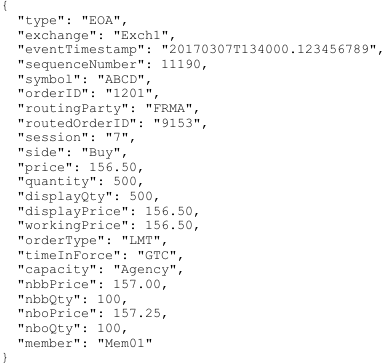 {
"type": "EOA",
"exchange": "Exch1",
"eventTimestamp": "20170307T134000.123456789",
"sequenceNumber": 11190,
"symbol": "ABCD",
"orderID": "1201",
"routingParty": "FRMA",
"routedOrderID": "9153",
"session": "7",
"side": "Buy",
"price": 156.50,
"quantity": 500,
"displayQty": 500,
"displayPrice": 156.50,
"workingPrice": 156.50,
"orderType": "LMT",
"timeInForce": "GTC",
"capacity": "Agency",
"nbbPrice": 157.00,
"nbbQty": 100,
"nboPrice": 157.25,
"nboQty": 100,
"member": "Mem01"
}